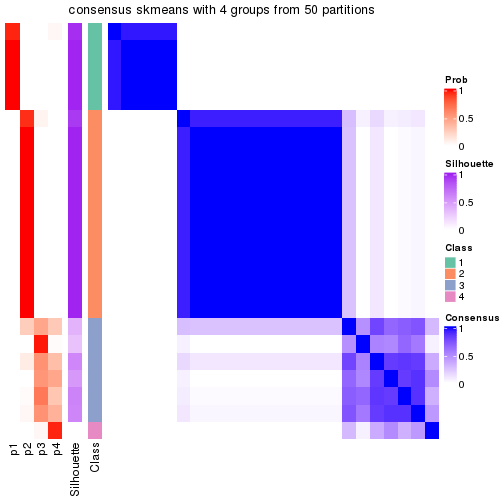 consensus skmeans with 4 groups from 50 partitions
Prob
1
0.5
0
Silhouette
1
0.5
0
Class
1
2
3
4
Consensus
1
0.5
0
p1
p2
p3
p4
Silhouette
Class